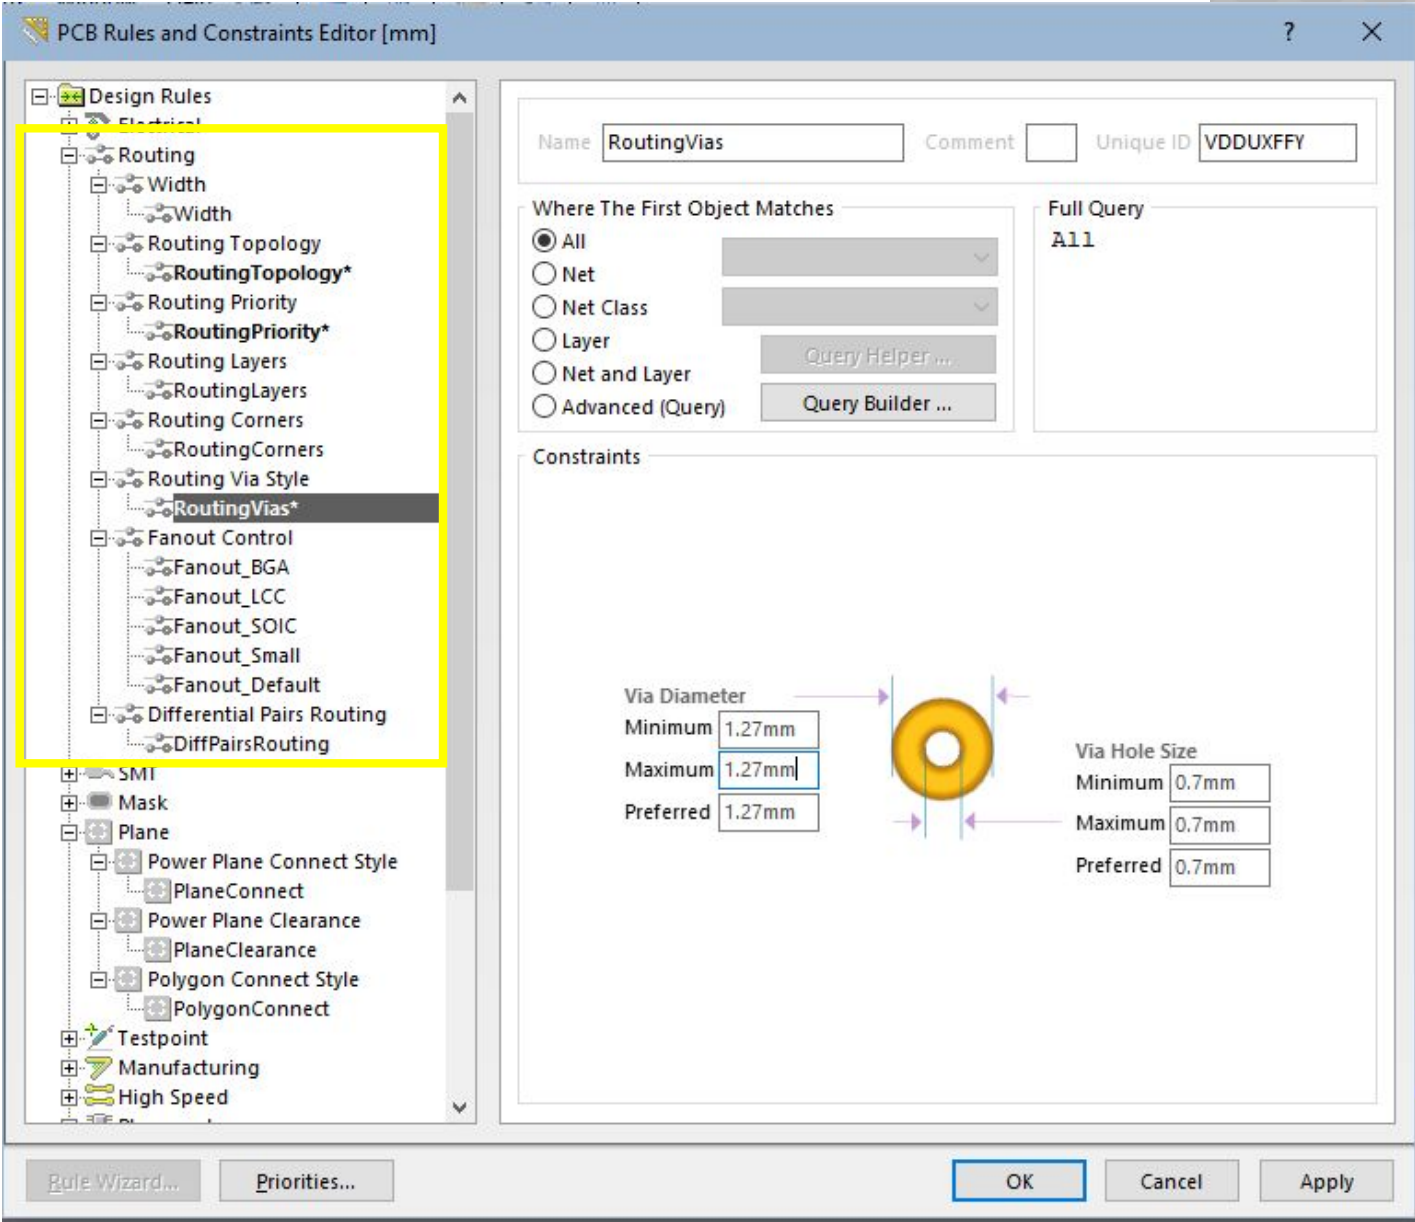 PCB Rules and Constraints Editor [mm]
?
Design Rules
Electrical
Routing
Width
Width
Routing Topology
RoutingTopology*
Routing Priority
RoutingPriority*
Routing Layers
RoutingLayers
Routing Corners
RoutingCorners
Routing Via Style
RoutingVias*
Fanout Control
Fanout_BGA
Fanout_LCC
Fanout_SOIC
Fanout_Small
Fanout_Default
Differential Pairs Routing
DiffPairsRouting
SMT
Mask
Plane
Power Plane Connect Style
PlaneConnect
Power Plane Clearance
PlaneClearance
Polygon Connect Style
PolygonConnect
Testpoint
Manufacturing
High Speed
Name RoutingVias Comment Unique ID VDDUXFFY
Where The First Object Matches
All
Net
Net Class
Layer
Net and Layer
Advanced (Query)
Query Helper ...
Query Builder ...
Full Query
All
Constraints
Via Diameter
Minimum 1.27mm
Maximum 1.27mm
Preferred 1.27mm
Via Hole Size
Minimum 0.7mm
Maximum 0.7mm
Preferred 0.7mm
Rule Wizard...
Priorities...
OK
Cancel
Apply